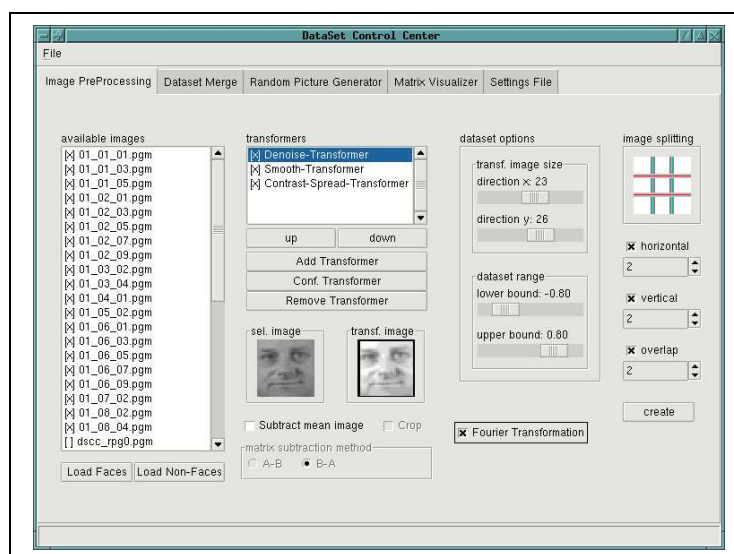 DataSet Control Center
File
Image PreProcessing
Dataset Merge
Random Picture Generator
Matrix Visualizer
Settings File
available images
[x] 01_01_01.pgm
[x] 01_01_03.pgm
[x] 01_01_05.pgm
[x] 01_02_01.pgm
[x] 01_02_03.pgm
[x] 01_02_05.pgm
[x] 01_02_07.pgm
[x] 01_02_09.pgm
[x] 01_03_02.pgm
[x] 01_03_04.pgm
[x] 01_04_01.pgm
[x] 01_05_02.pgm
[x] 01_06_01.pgm
[x] 01_06_03.pgm
[x] 01_06_05.pgm
[x] 01_06_07.pgm
[x] 01_06_09.pgm
[x] 01_07_02.pgm
[x] 01_08_02.pgm
[x] 01_08_04.pgm
[ ] dscc_rpg0.pgm
Load Faces
Load Non-Faces
transformers
[x] Denoise-Transformer
[x] Smooth-Transformer
[x] Contrast-Spread-Transformer
up
down
Add Transformer
Conf. Transformer
Remove Transformer
sel. image
transf. image
Subtract mean image
Crop
matrix subtraction method
A-B
B-A
dataset options
transf. image size
direction x: 23
direction y: 26
dataset range
lower bound: -0.80
upper bound: 0.80
Fourier Transformation
image splitting
horizontal
2
vertical
2
overlap
2
create